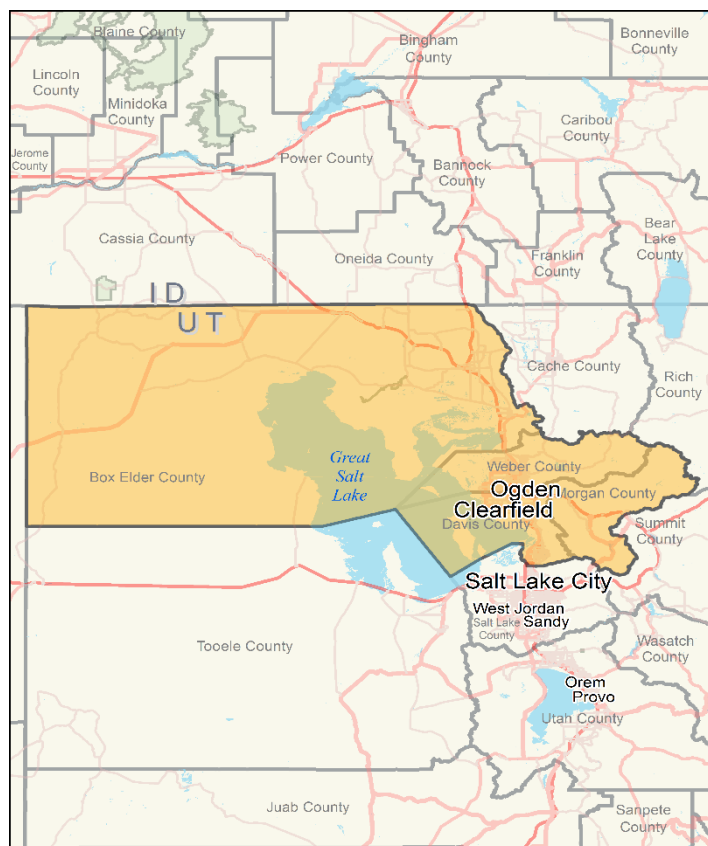 Blaine County
Bingham
County
Bonneville
County
Lincoln
County
Minidoka
County
Caribou
County
Jerome
County
Power County
Bannock
County
Cassia County
Oneida County
Franklin
County
Bear
Lake
County
ID
UT
Cache County
Rich
County
Great
Salt
Lake
Box Elder County
Weber County
Ogden
Morgan County
Clearfield
Davis County
Summit
County
Salt Lake City
West Jordan
Sandy
Salt Lake
County
Tooele County
Wasatch
County
Orem
Provo
Utah County
Juab County
Sanpete
County